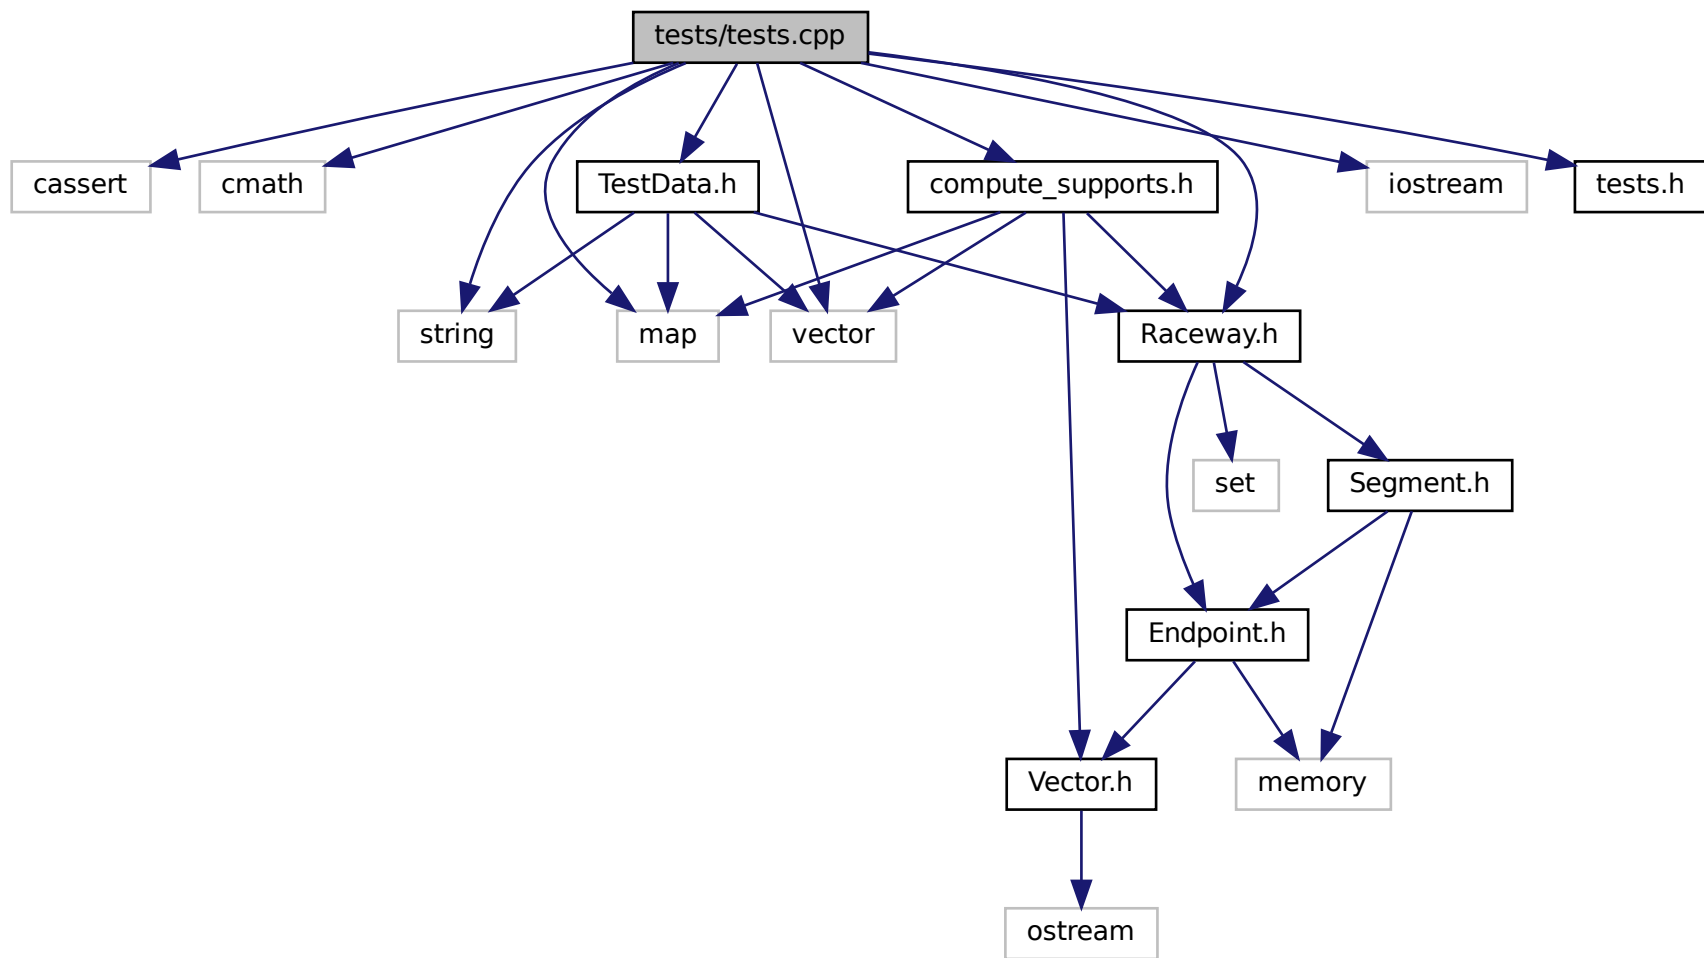 tests/tests.cpp
cassert
cmath
TestData.h
compute_supports.h
iostream
tests.h
string
map
vector
Raceway.h
set
Segment.h
Endpoint.h
Vector.h
memory
ostream